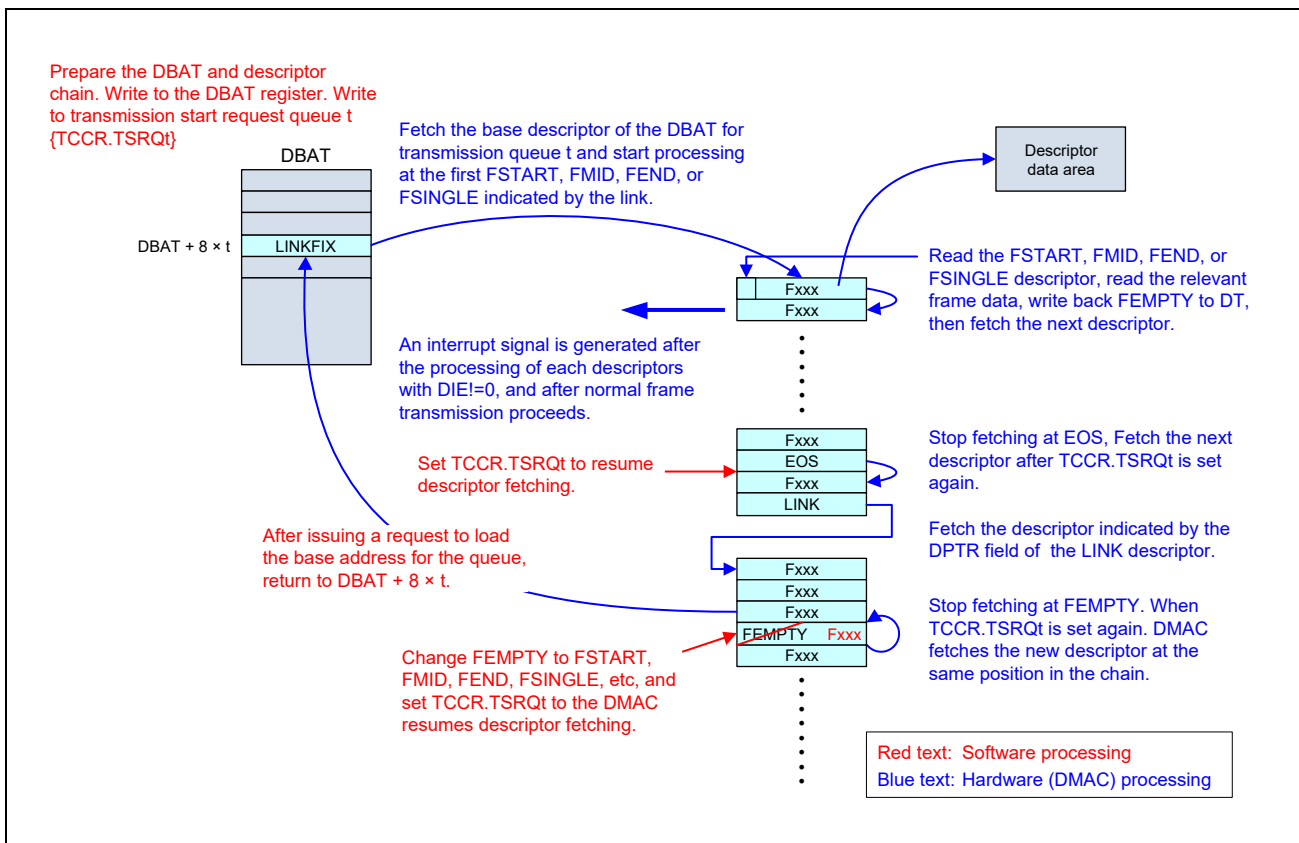 Prepare the DBAT and descriptor
chain. Write to the DBAT register. Write
to transmission start request queue t
{TCCR.TSRQt}
DBAT
DBAT + 8 × t
LINKFIX
Fetch the base descriptor of the DBAT for
transmission queue t and start processing
at the first FSTART, FMID, FEND, or
FSINGLE indicated by the link.
Descriptor
data area
Fxxx
Fxxx
Read the FSTART, FMID, FEND, or
FSINGLE descriptor, read the relevant
frame data, write back FEMPTY to DT,
then fetch the next descriptor.
An interrupt signal is generated after
the processing of each descriptors
with DIE!=0, and after normal frame
transmission proceeds.
Set TCCR.TSRQt to resume
descriptor fetching.
Fxxx
EOS
Fxxx
LINK
Stop fetching at EOS, Fetch the next
descriptor after TCCR.TSRQt is set
again.
Fetch the descriptor indicated by the
DPTR field of the LINK descriptor.
After issuing a request to load
the base address for the queue,
return to DBAT + 8 × t.
Fxxx
Fxxx
Fxxx
FEMPTY Fxxx
Fxxx
Stop fetching at FEMPTY. When
TCCR.TSRQt is set again. DMAC
fetches the new descriptor at the
same position in the chain.
Change FEMPTY to FSTART,
FMID, FEND, FSINGLE, etc, and
set TCCR.TSRQt to the DMAC
resumes descriptor fetching.
Red text: Software processing
Blue text: Hardware (DMAC) processing